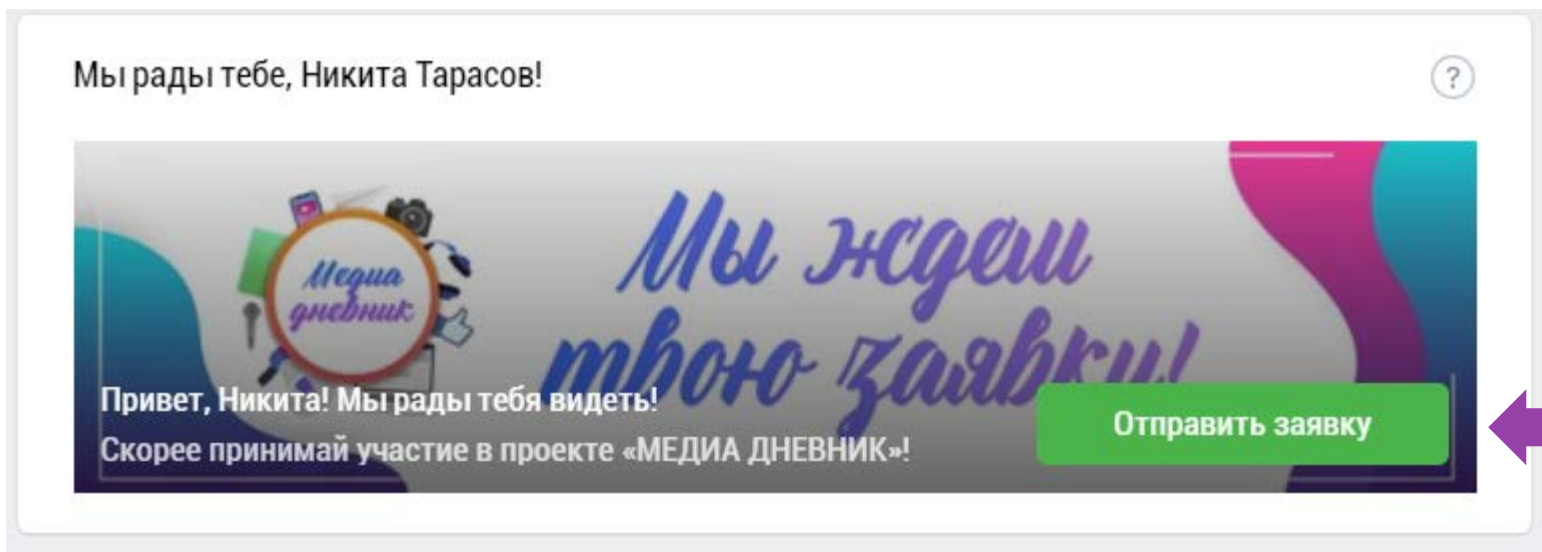 Мы рады тебе, Никита Тарасов!
?
Медиа
дневник
Мы ждем
твою заявку!
Привет, Никита! Мы рады тебя видеть!
Скорее принимай участие в проекте «МЕДИА ДНЕВНИК»!
Отправить заявку